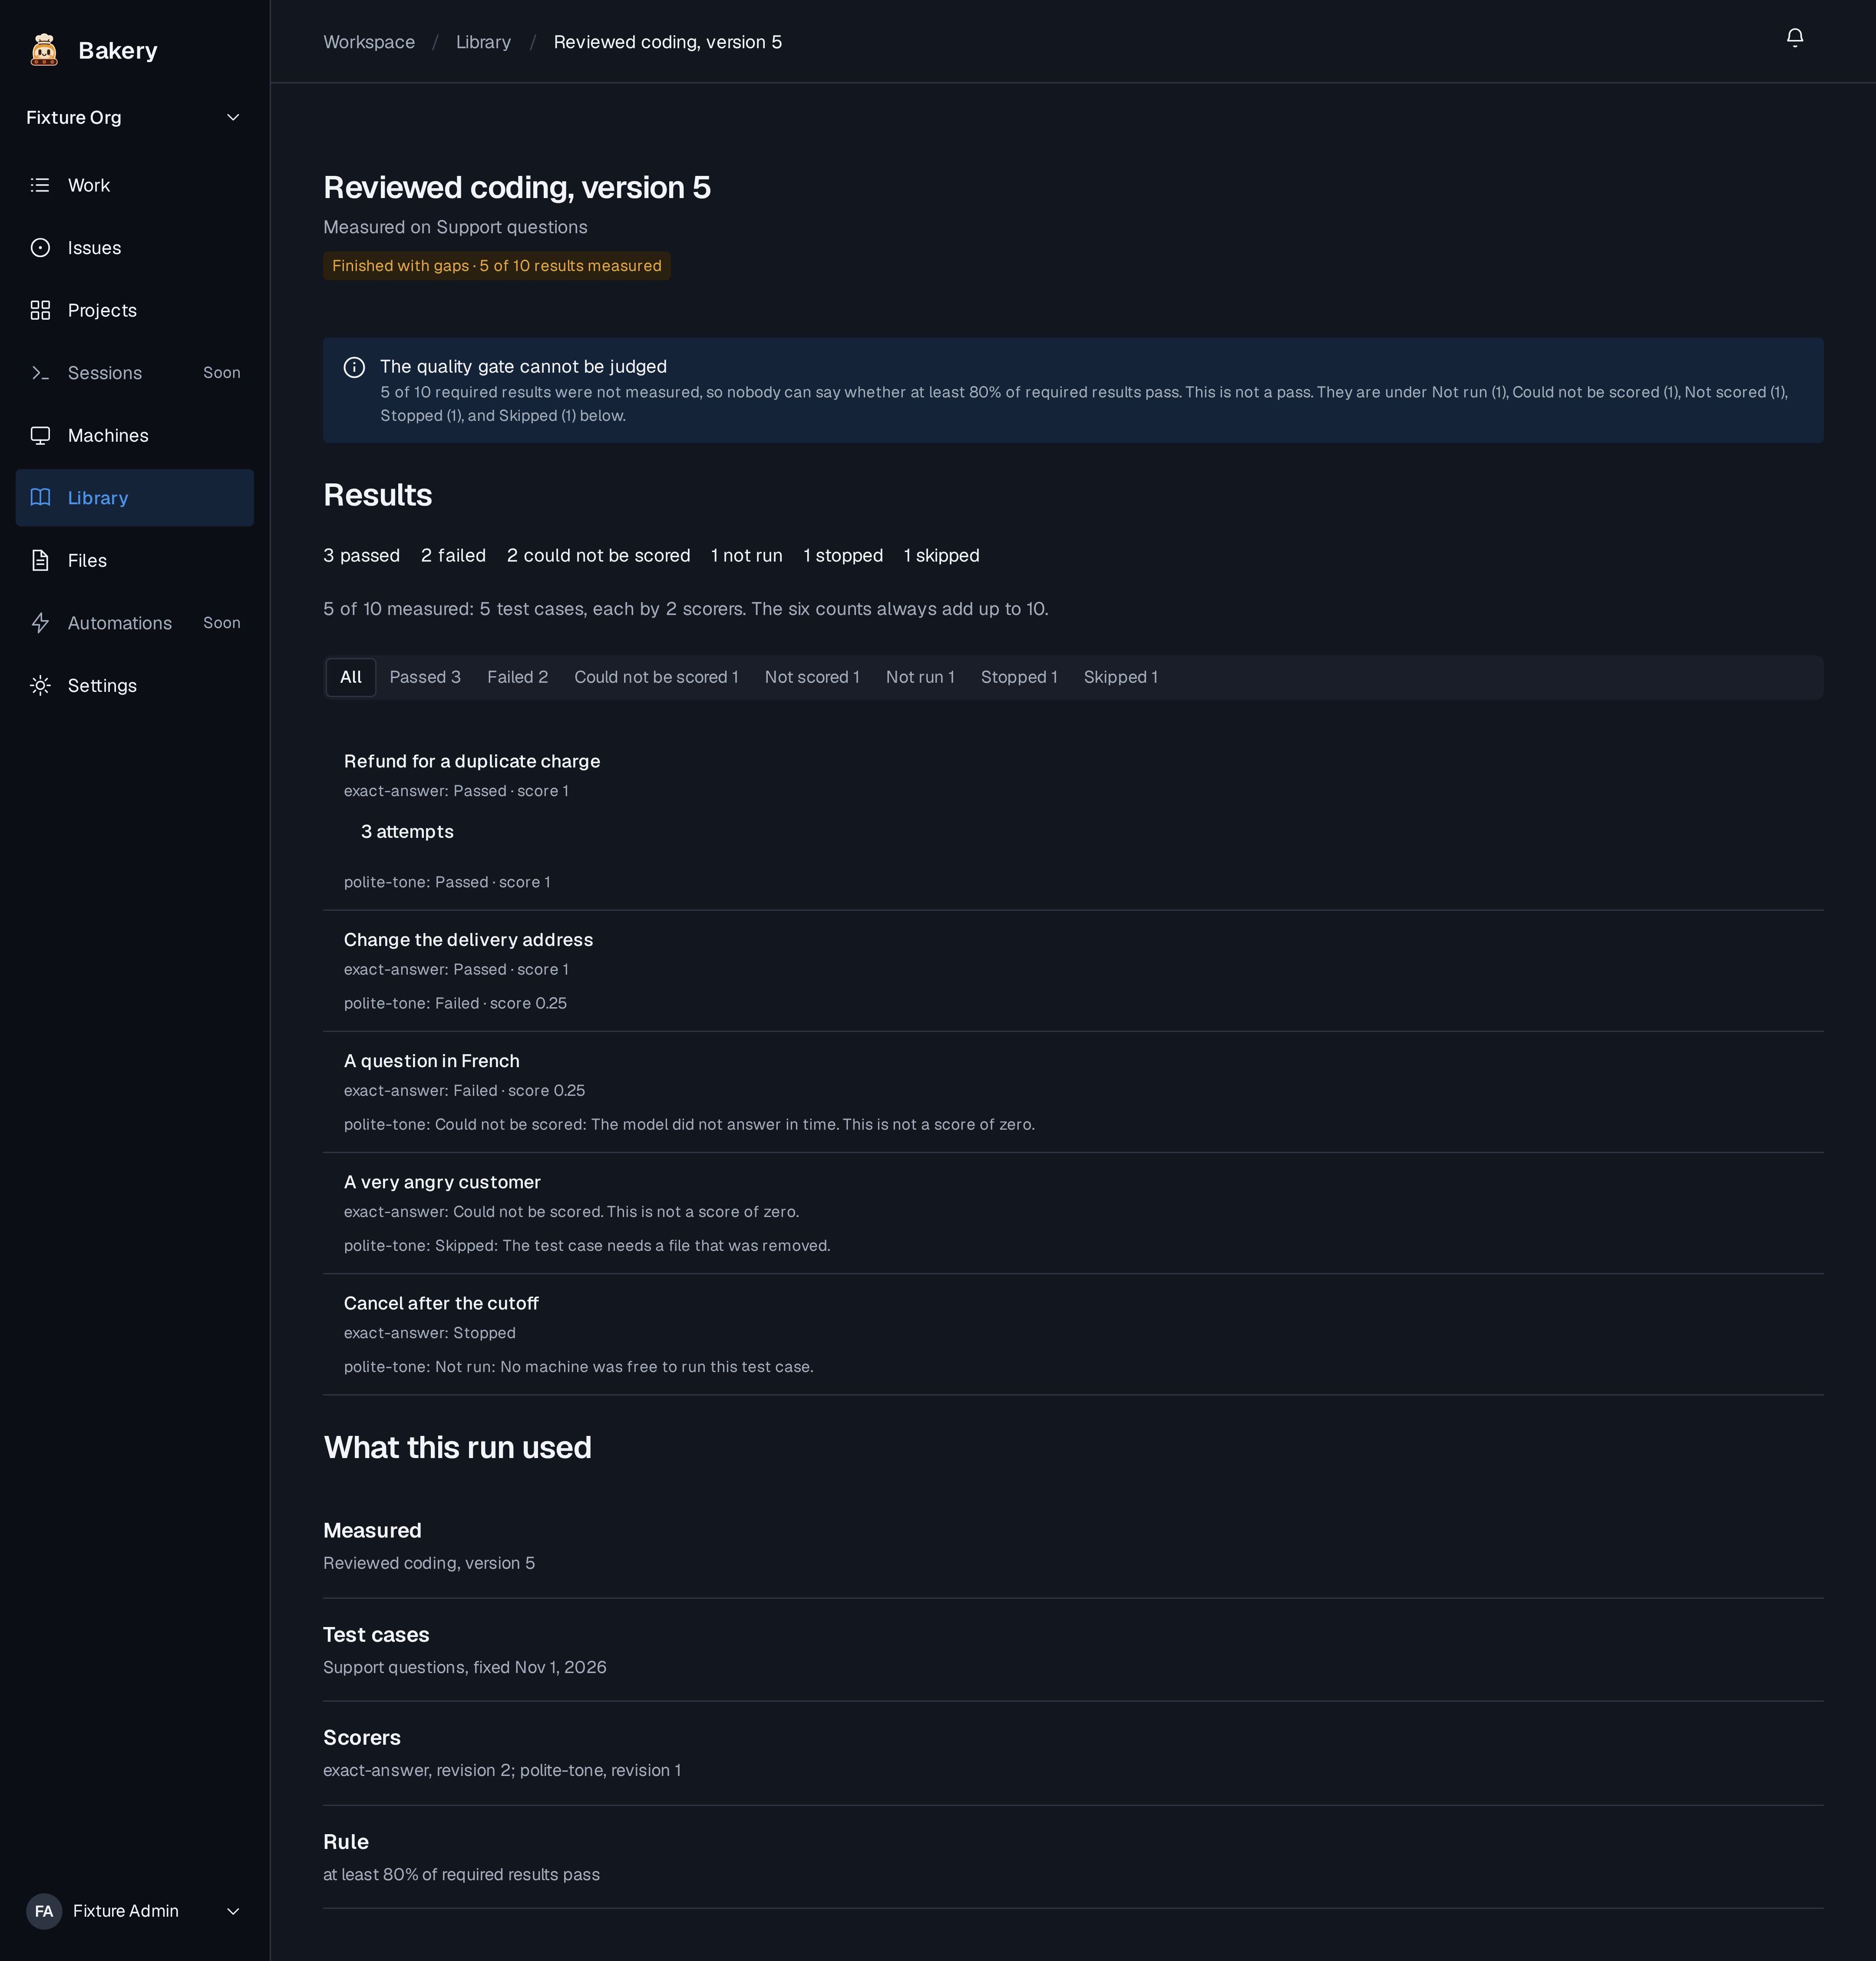 Bakery
Fixture Org
Work
Issues
Projects
Sessions Soon
Machines
Library
Files
Automations Soon
Settings
FA Fixture Admin
Workspace / Library / Reviewed coding, version 5
Reviewed coding, version 5
Measured on Support questions
Finished with gaps · 5 of 10 results measured
The quality gate cannot be judged
5 of 10 required results were not measured, so nobody can say whether at least 80% of required results pass. This is not a pass. They are under Not run (1), Could not be scored (1), Not scored (1),
Stopped (1), and Skipped (1) below.
Results
3 passed 2 failed 2 could not be scored 1 not run 1 stopped 1 skipped
5 of 10 measured: 5 test cases, each by 2 scorers. The six counts always add up to 10.
All Passed 3 Failed 2 Could not be scored 1 Not scored 1 Not run 1 Stopped 1 Skipped 1
Refund for a duplicate charge
exact-answer: Passed · score 1
3 attempts
polite-tone: Passed · score 1
Change the delivery address
exact-answer: Passed · score 1
polite-tone: Failed · score 0.25
A question in French
exact-answer: Failed · score 0.25
polite-tone: Could not be scored: The model did not answer in time. This is not a score of zero.
A very angry customer
exact-answer: Could not be scored. This is not a score of zero.
polite-tone: Skipped: The test case needs a file that was removed.
Cancel after the cutoff
exact-answer: Stopped
polite-tone: Not run: No machine was free to run this test case.
What this run used
Measured
Reviewed coding, version 5
Test cases
Support questions, fixed Nov 1, 2026
Scorers
exact-answer, revision 2; polite-tone, revision 1
Rule
at least 80% of required results pass